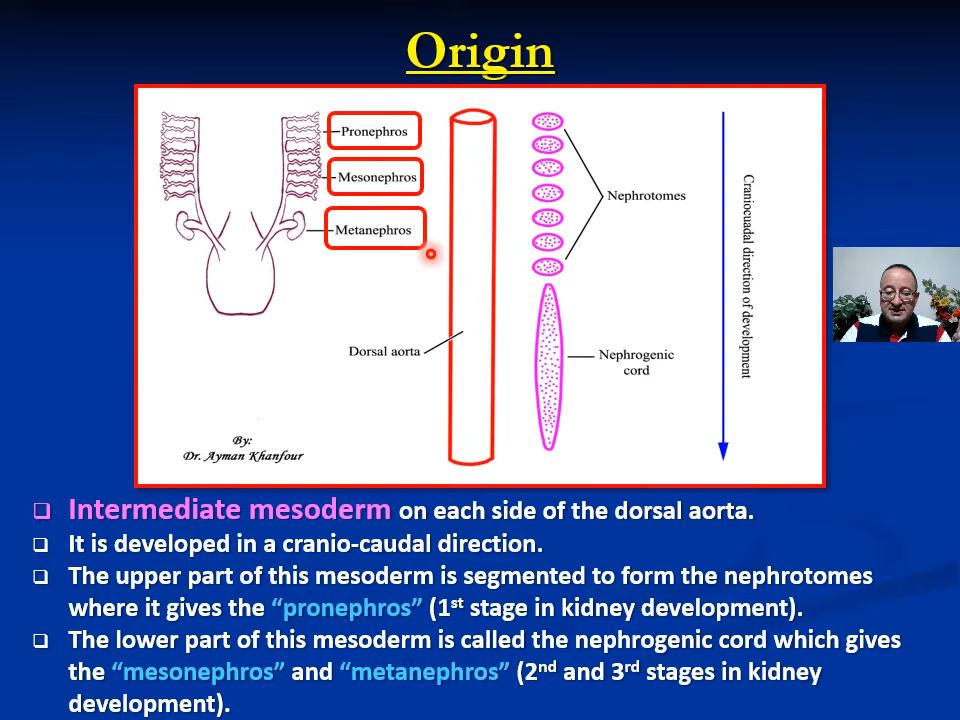 Origin
Pronephros
Mesonephros
Metanephros
Nephrotomes
Craniocuadal direction of development
Dorsal aorta
Nephrogenic
cord
By:
Dr. Ayman Khanfour
Intermediate mesoderm on each side of the dorsal aorta.
It is developed in a cranio-caudal direction.
The upper part of this mesoderm is segmented to form the nephrotomes
where it gives the “pronephros” (1st stage in kidney development).
The lower part of this mesoderm is called the nephrogenic cord which gives
the “mesonephros” and “metanephros” (2nd and 3rd stages in kidney
development).